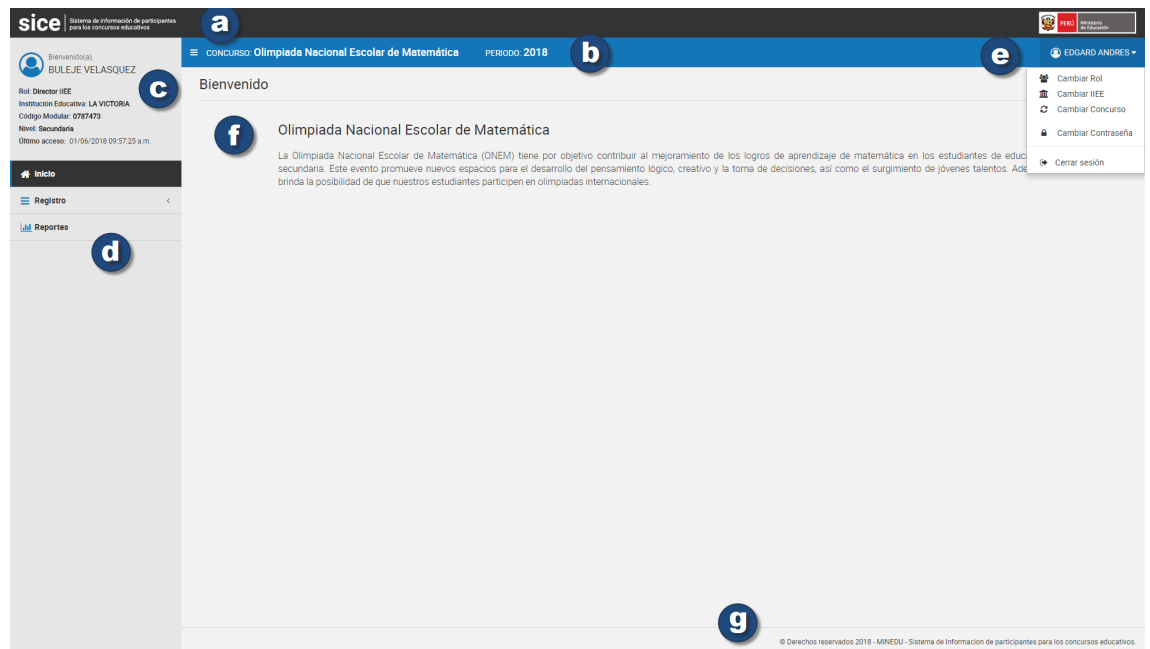 sice
Sistema de información de participantes
para los concursos educativos
a
PERÚ
Ministerio
de Educación
Bienvenido(a),
BULEJE VELASQUEZ
c
Rol: Director IIEE
Institución Educativa: LA VICTORIA
Código Modular: 0787473
Nivel: Secundaria
Último acceso: 01/06/2018 09:57:25 a.m.
Inicio
Registro
Reportes
d
CONCURSO: Olimpiada Nacional Escolar de Matemática PERIODO: 2018
b
e
EDGARD ANDRES
Cambiar Rol
Cambiar IIEE
Cambiar Concurso
Cambiar Contraseña
Cerrar sesión
Bienvenido
f
Olimpiada Nacional Escolar de Matemática
La Olimpiada Nacional Escolar de Matemática (ONEM) tiene por objetivo contribuir al mejoramiento de los logros de aprendizaje de matemática en los estudiantes de educa
secundaria. Este evento promueve nuevos espacios para el desarrollo del pensamiento lógico, creativo y la toma de decisiones, así como el surgimiento de jóvenes talentos. Ade
brinda la posibilidad de que nuestros estudiantes participen en olimpiadas internacionales.
g
© Derechos reservados 2018 - MINEDU - Sistema de Informacion de participantes para los concursos educativos.